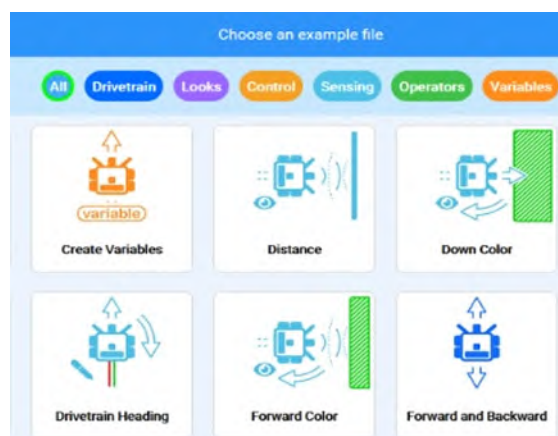 Choose an example file
All Drivetrain Looks Control Sensing Operators Variables
variable
Create Variables Distance Down Color
Drivetrain Heading Forward Color Forward and Backward